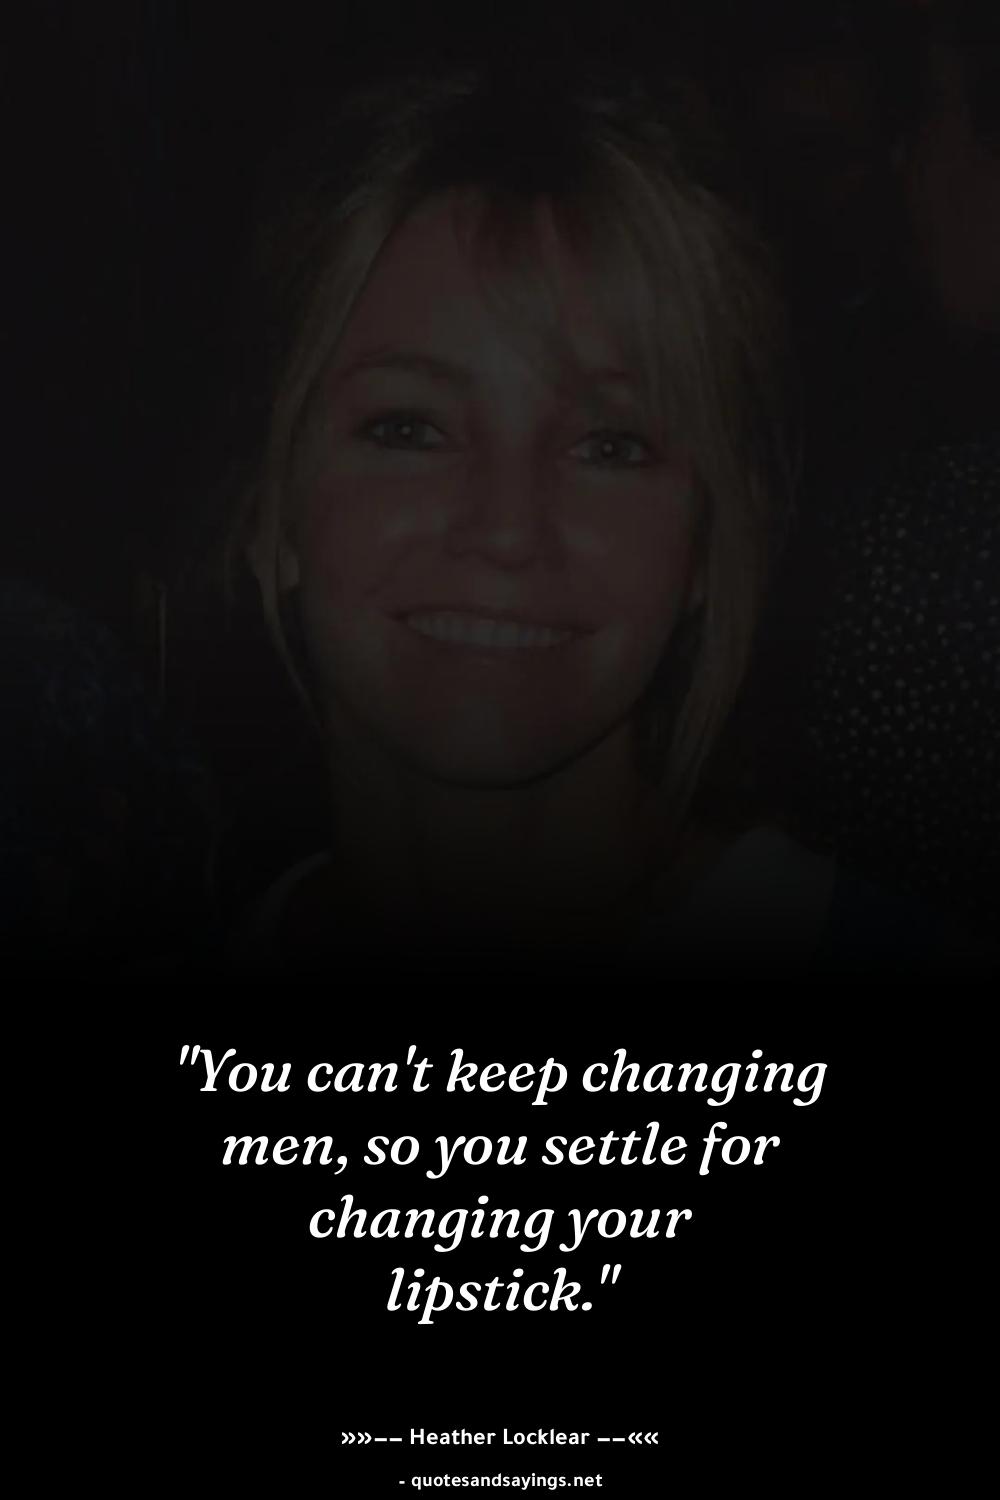 "You can't keep changing
men, so you settle for
changing your
lipstick."
»»—— Heather Locklear ——««
- quotesandsayings.net